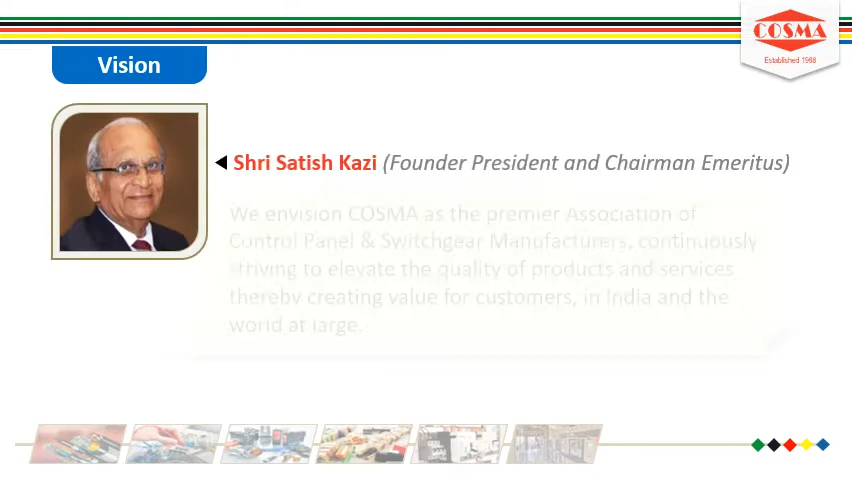 COSMA
Established 1988
Vision
Shri Satish Kazi (Founder President and Chairman Emeritus)
We envision COSMA as the premier Association of
Control Panel & Switchgear Manufacturers, continuously
striving to elevate the quality of products and services
thereby creating value for customers, in India and the
world at large.